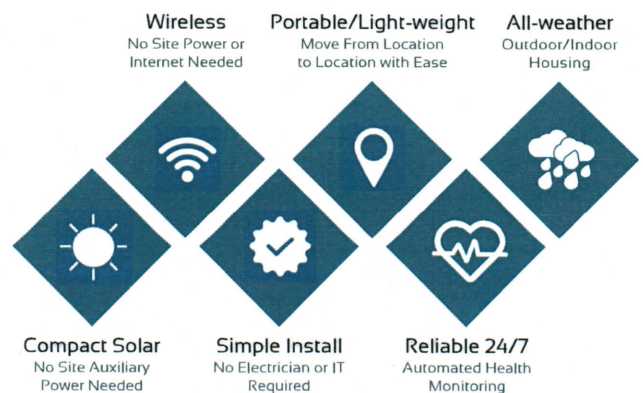 Wireless
No Site Power or
Internet Needed
Portable/Light-weight
Move From Location
to Location with Ease
All-weather
Outdoor/Indoor
Housing
Compact Solar
No Site Auxiliary
Power Needed
Simple Install
No Electrician or IT
Required
Reliable 24/7
Automated Health
Monitoring